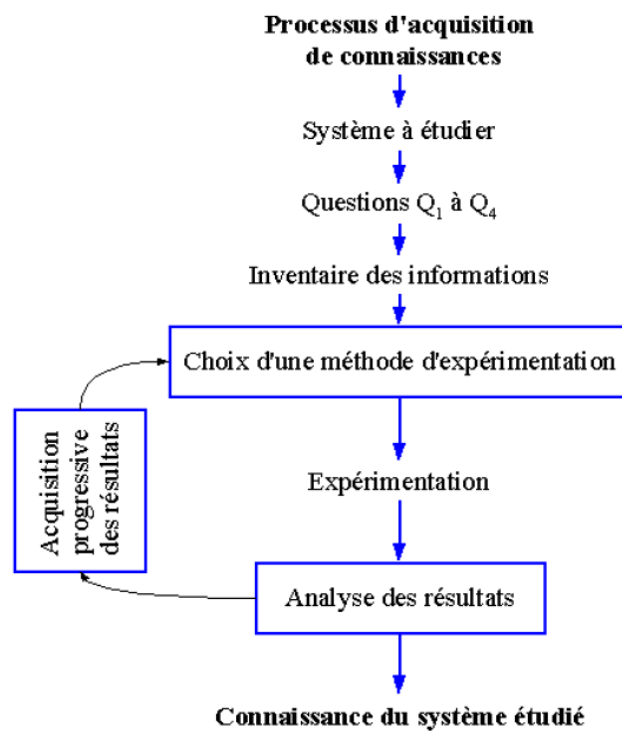 Processus d'acquisition
de connaissances
Système à étudier
Questions Q₁ à Q₄
Inventaire des informations
Choix d'une méthode d'expérimentation
Acquisition
progressive
des résultats
Expérimentation
Analyse des résultats
Connaissance du système étudié